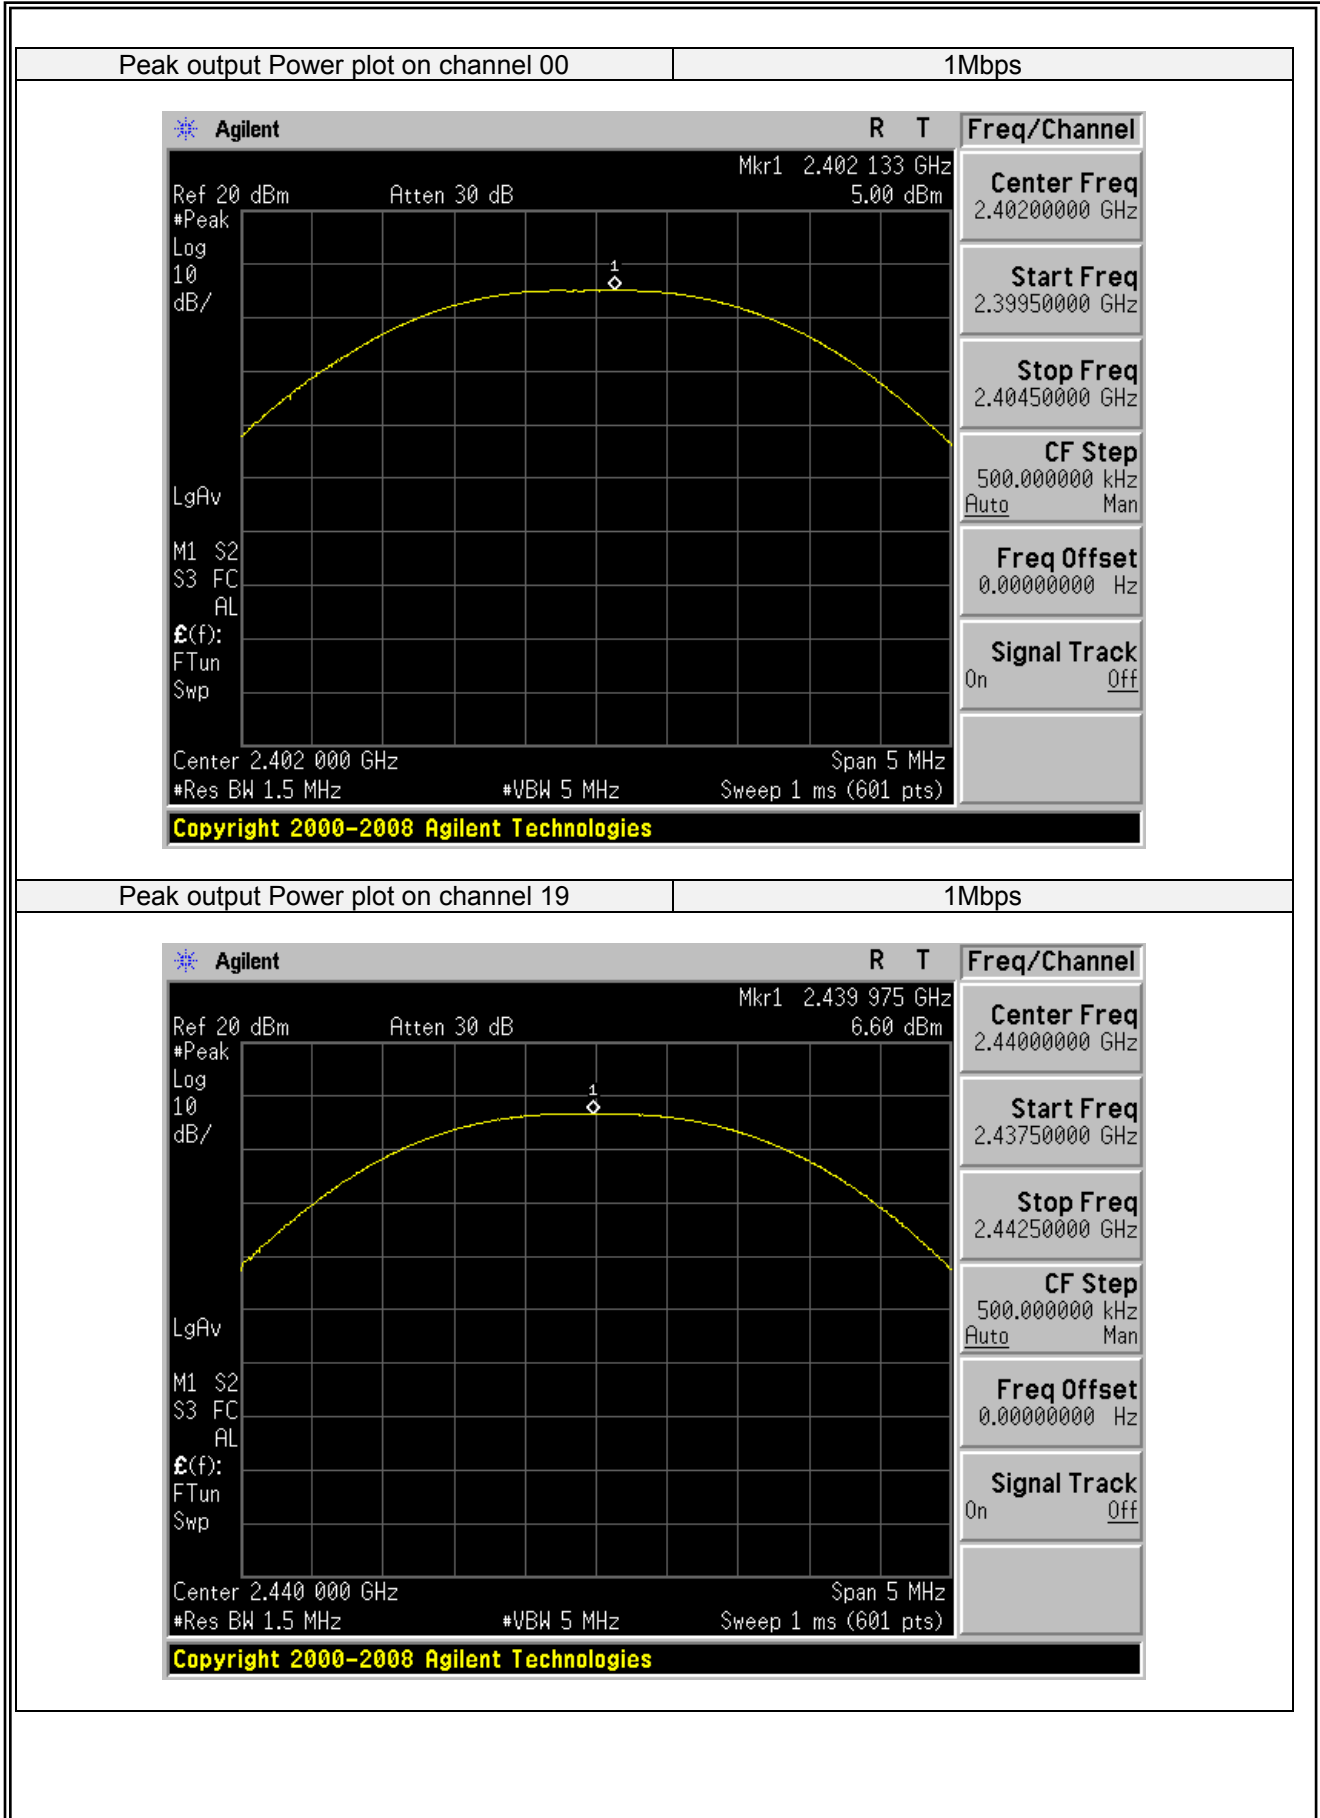 Peak output Power plot on channel 00 1Mbps
Agilent R T Freq/Channel
Mkr1 2.402 133 GHz
Ref 20 dBm Atten 30 dB 5.00 dBm
#Peak
Log
10
dB/
1
LgAv
M1 S2
S3 FC
AL
£(f):
FTun
Swp
Center 2.402 000 GHz Span 5 MHz
#Res BW 1.5 MHz #VBW 5 MHz Sweep 1 ms (601 pts)
Copyright 2000-2008 Agilent Technologies
Center Freq
2.40200000 GHz
Start Freq
2.39950000 GHz
Stop Freq
2.40450000 GHz
CF Step
500.000000 kHz
Auto Man
Freq Offset
0.00000000 Hz
Signal Track
On Off
Peak output Power plot on channel 19 1Mbps
Agilent R T Freq/Channel
Mkr1 2.439 975 GHz
Ref 20 dBm Atten 30 dB 6.60 dBm
#Peak
Log
10
dB/
1
LgAv
M1 S2
S3 FC
AL
£(f):
FTun
Swp
Center 2.440 000 GHz Span 5 MHz
#Res BW 1.5 MHz #VBW 5 MHz Sweep 1 ms (601 pts)
Copyright 2000-2008 Agilent Technologies
Center Freq
2.44000000 GHz
Start Freq
2.43750000 GHz
Stop Freq
2.44250000 GHz
CF Step
500.000000 kHz
Auto Man
Freq Offset
0.00000000 Hz
Signal Track
On Off